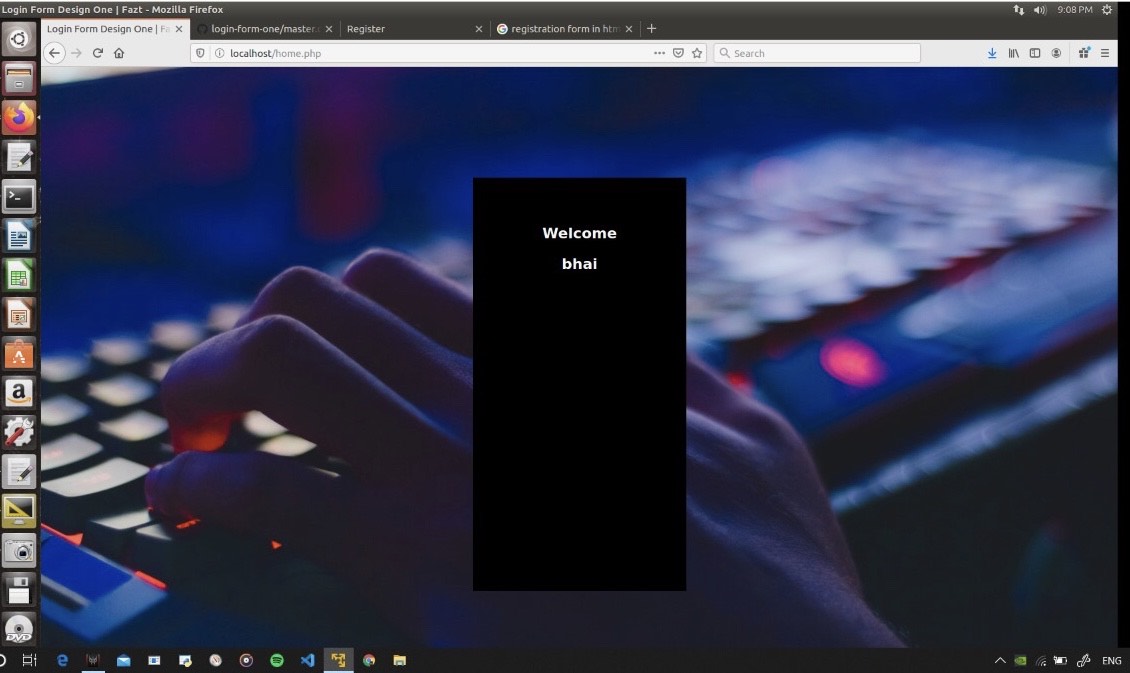 Login Form Design One | Fazt - Mozilla Firefox
9:08 PM
Login Form Design One | Fa
login-form-one/master.
Register
registration form in htm
localhost/home.php
Search
Welcome
bhai
a
DVD
ENG